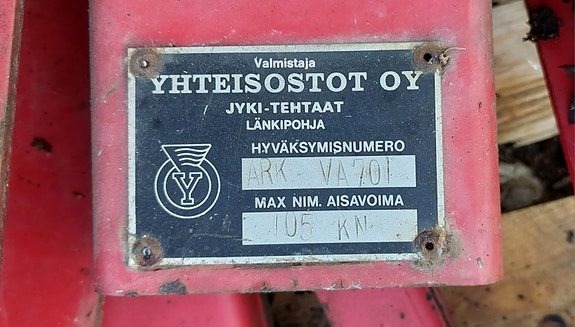 Valmistaja
YHTEISOSTOT OY
JYKI-TEHTAAT
LÄNKIPOHJA
HYVÄKSYMISNUMERO
ARK - VA701
MAX NIM. AISAVOIMA
105 KN
Y